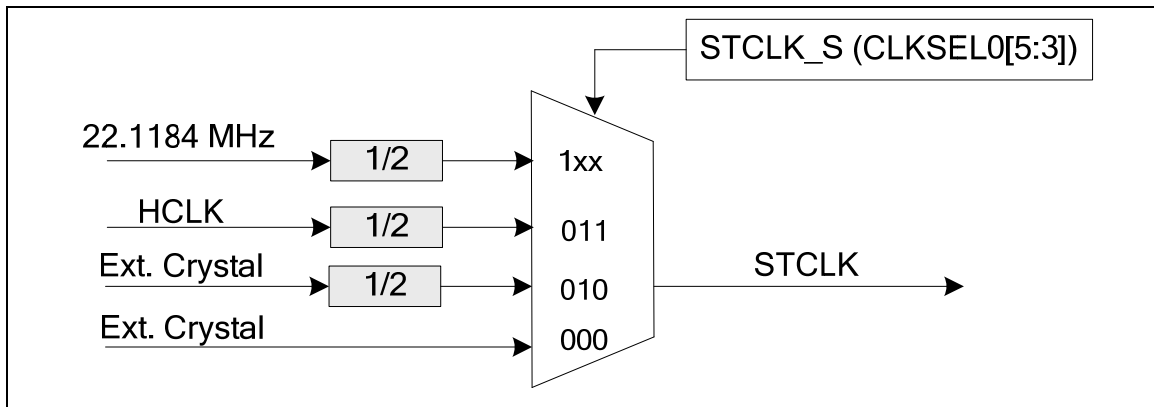 STCLK_S (CLKSEL0[5:3])
22.1184 MHz
1/2
1xx
HCLK
1/2
011
Ext. Crystal
1/2
010
STCLK
Ext. Crystal
000